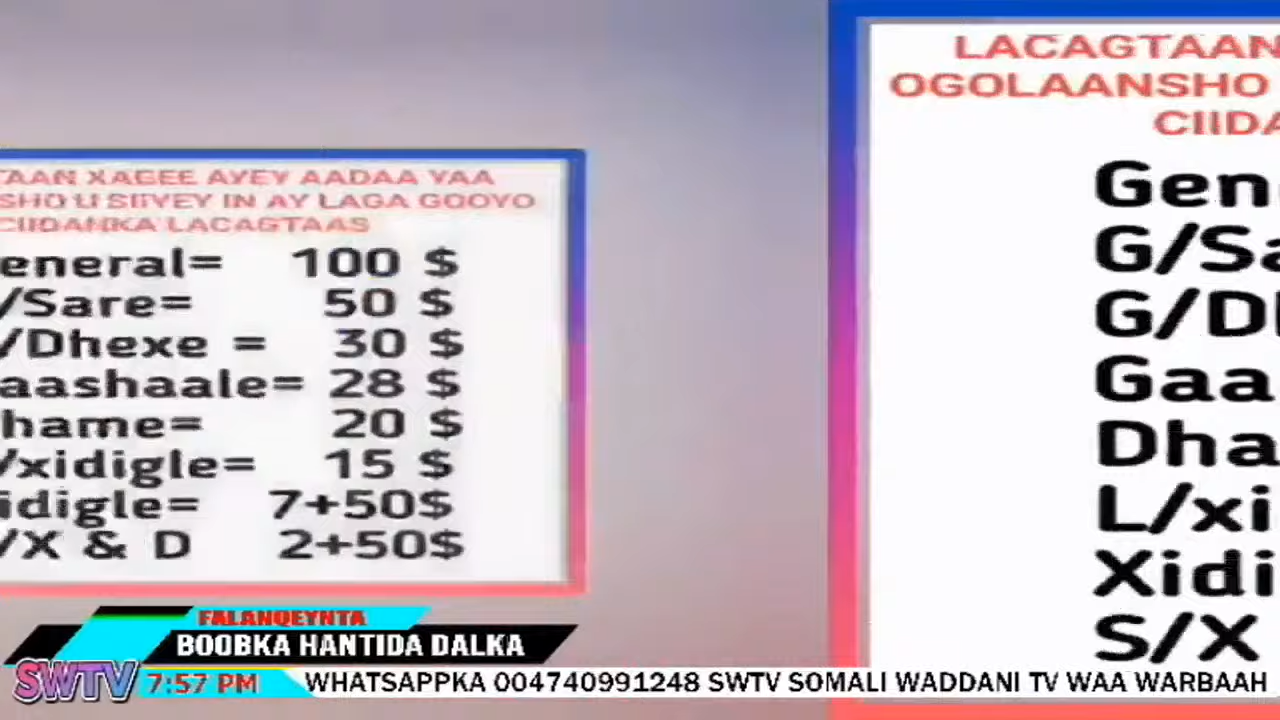 TAAN XAGEE AYEY AADAA YAA
SHO U SIIYEY IN AY LAGA GOOYO
CIIDANKA LACAGTAAS
eneral= 100 $
/Sare= 50 $
/Dhexe = 30 $
aashaale= 28 $
hame= 20 $
/xidigle= 15 $
idigle= 7+50$
/X & D 2+50$
LACAGTAAN
OGOLAANSHO
CIIDA
Gen
G/Sa
G/Dh
Gaa
Dha
L/xi
Xidi
S/X
FALANQEYNTA
BOOBKA HANTIDA DALKA
SWTV 7:57 PM WHATSAPPKA 004740991248 SWTV SOMALI WADDANI TV WAA WARBAAH